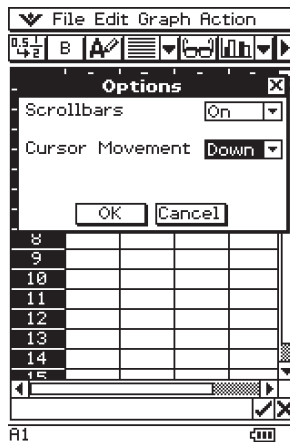 File Edit Graph Action
0.5 1 2 B A
Options X
Scrollbars On
Cursor Movement Down
OK Cancel
8
9
10
11
12
13
14
15
A1